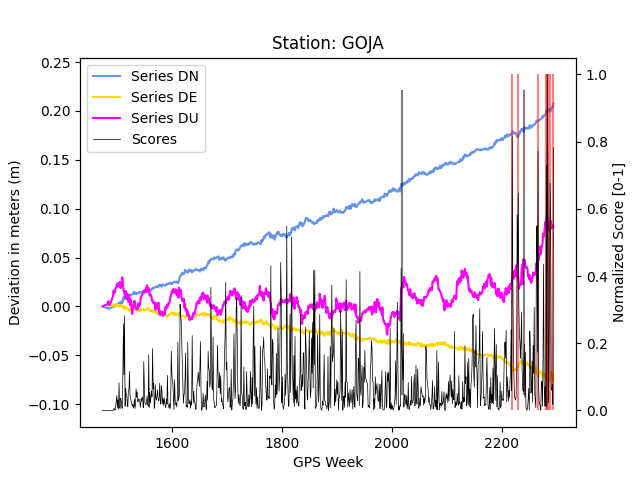 Station: GOJA
Series DN
Series DE
Series DU
Scores
Deviation in meters (m)
0.25
0.20
0.15
0.10
0.05
0.00
−0.05
−0.10
1600
1800
2000
2200
GPS Week
1.0
0.8
0.6
0.4
0.2
0.0
Normalized Score [0-1]